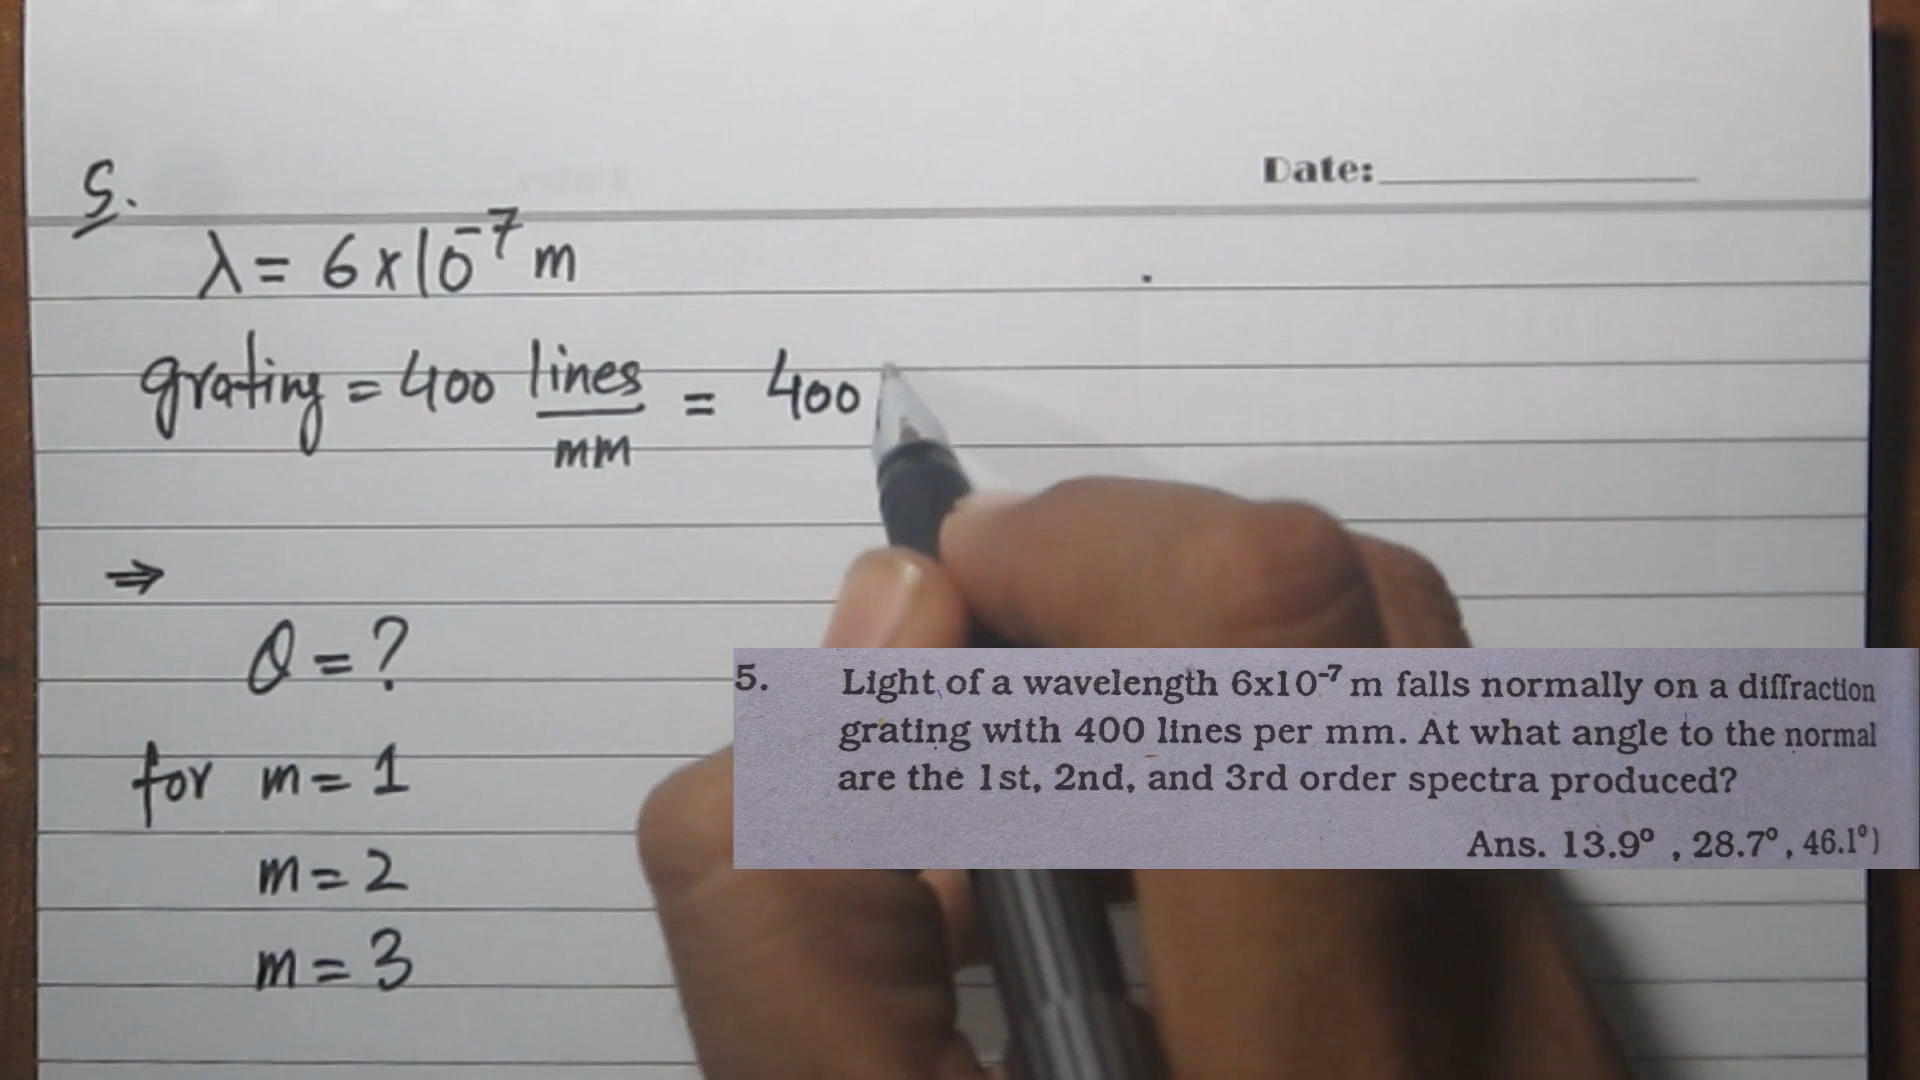 Date:
5.
λ = 6x10⁻⁷ m
grating = 400 lines/mm = 400
⇒
θ = ?
for m = 1
m = 2
m = 3
5. Light of a wavelength 6x10⁻⁷ m falls normally on a diffraction
grating with 400 lines per mm. At what angle to the normal
are the 1st, 2nd, and 3rd order spectra produced?
Ans. 13.9° , 28.7°, 46.1°)